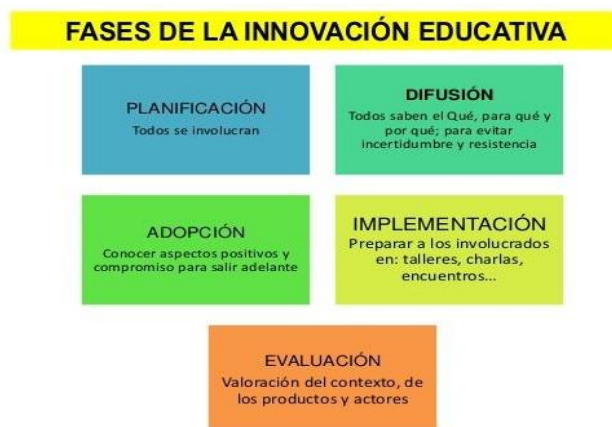 FASES DE LA INNOVACIÓN EDUCATIVA
PLANIFICACIÓN
Todos se involucran
DIFUSIÓN
Todos saben el Qué, para qué y
por qué; para evitar
incertidumbre y resistencia
ADOPCIÓN
Conocer aspectos positivos y
compromiso para salir adelante
IMPLEMENTACIÓN
Preparar a los involucrados
en: talleres, charlas,
encuentros...
EVALUACIÓN
Valoración del contexto, de
los productos y actores